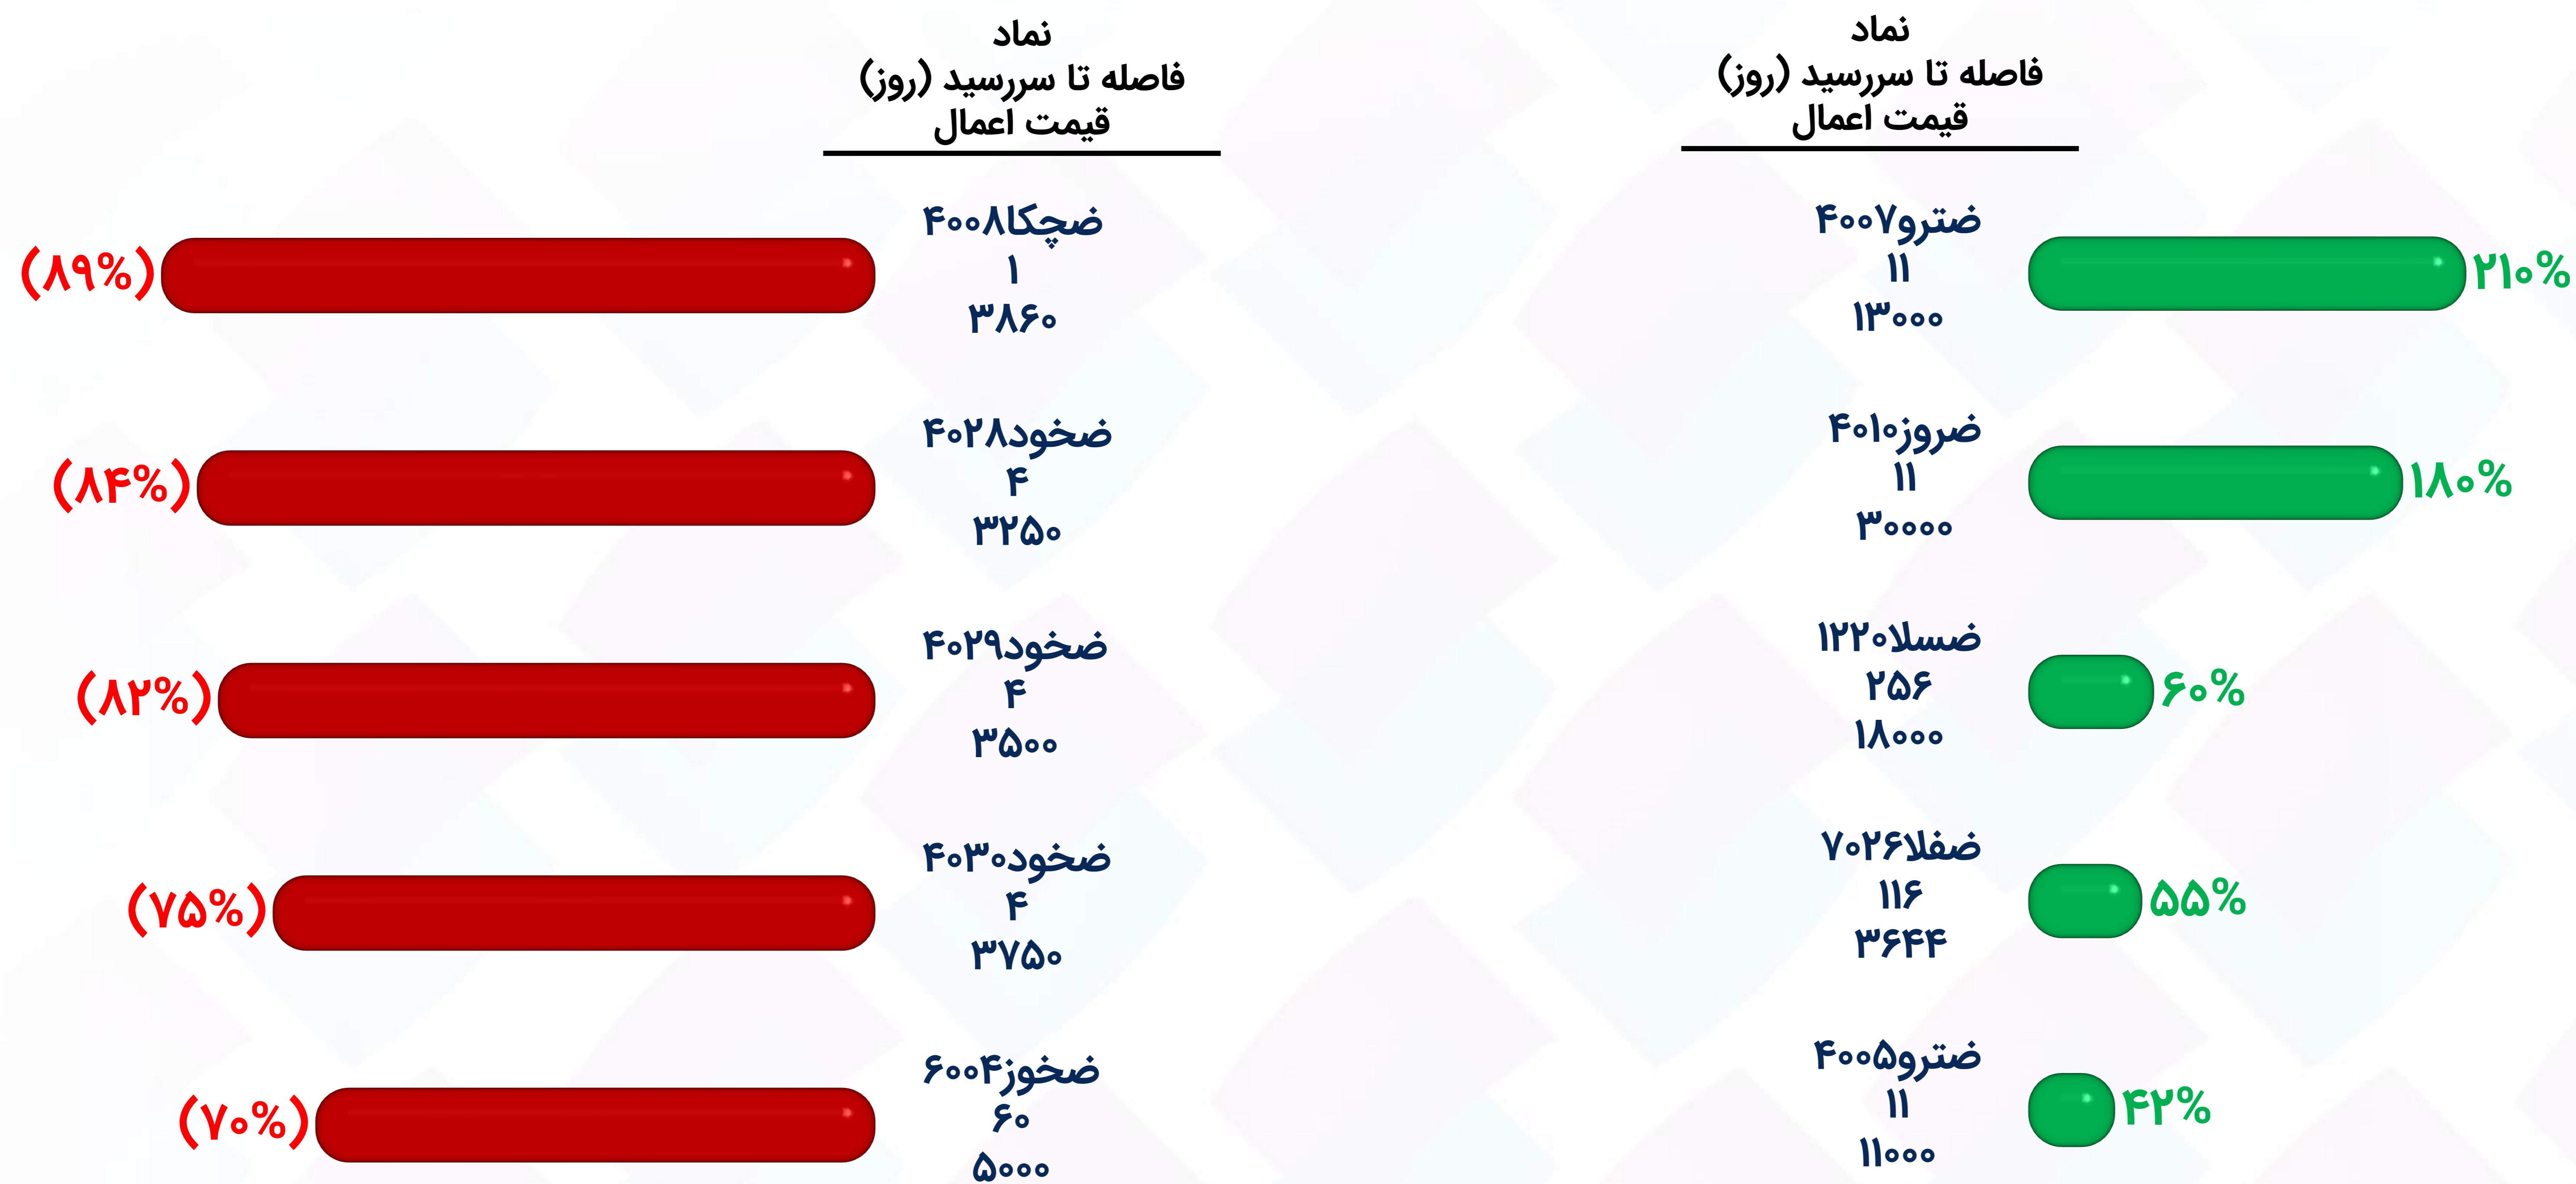 نماد
فاصله تا سررسید (روز)
قیمت اعمال
ضترو۴۰۰۷
۱۱
۱۳۰۰۰
۲۱۰%
ضروز۴۰۱۰
۱۱
۳۰۰۰۰
۱۸۰%
ضسلا۱۲۲۰
۲۵۶
۱۸۰۰۰
۶۰%
ضفلا۷۰۲۶
۱۱۶
۳۶۴۴
۵۵%
ضترو۴۰۰۵
۱۱
۱۱۰۰۰
۴۲%
نماد
فاصله تا سررسید (روز)
قیمت اعمال
ضچکا۴۰۰۸
۱
۳۸۶۰
(۸۹%)
ضخود۴۰۲۸
۴
۳۲۵۰
(۸۴%)
ضخود۴۰۲۹
۴
۳۵۰۰
(۸۲%)
ضخود۴۰۳۰
۴
۳۷۵۰
(۷۵%)
ضخوز۶۰۰۴
۶۰
۵۰۰۰
(۷۰%)